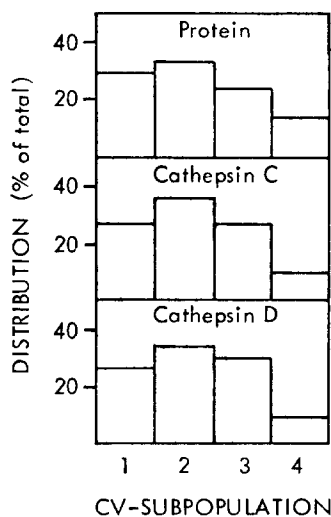 Protein
40
20
Cathepsin C
40
20
Cathepsin D
40
20
DISTRIBUTION (% of total)
1 2 3 4
CV-SUBPOPULATION